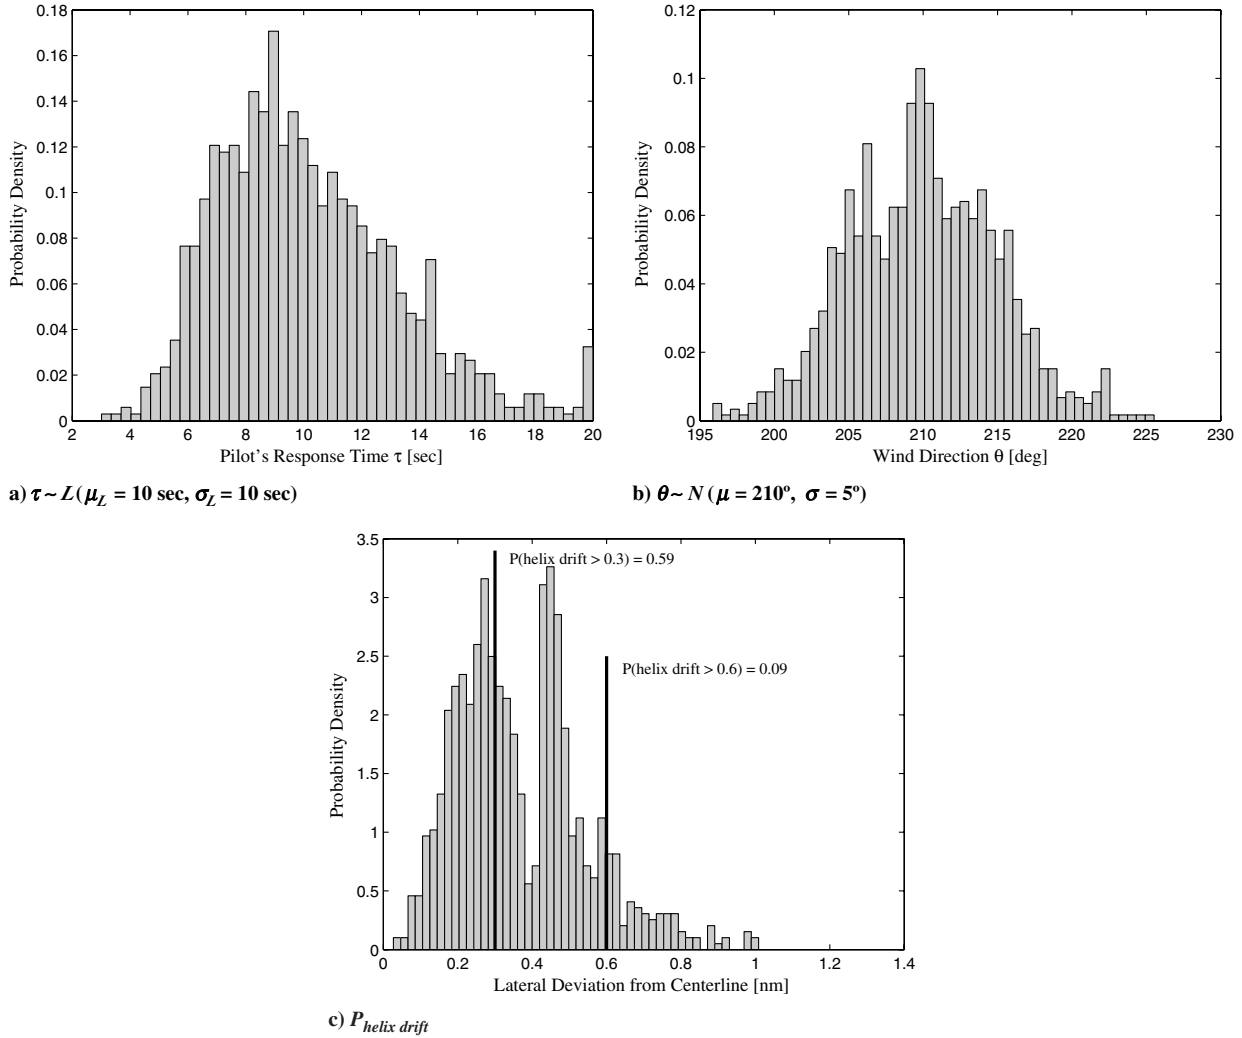 0.18
0.16
0.14
0.12
0.1
0.08
0.06
0.04
0.02
0
2 4 6 8 10 12 14 16 18 20
Probability Density
Pilot's Response Time τ [sec]
a) τ ~ L (μL = 10 sec, σL = 10 sec)
0.12
0.1
0.08
0.06
0.04
0.02
0
195 200 205 210 215 220 225 230
Probability Density
Wind Direction θ [deg]
b) θ ~ N (μ = 210º, σ = 5º)
3.5
3
2.5
2
1.5
1
0.5
0
0 0.2 0.4 0.6 0.8 1 1.2 1.4
Probability Density
P(helix drift > 0.3) = 0.59
P(helix drift > 0.6) = 0.09
Lateral Deviation from Centerline [nm]
c) Phelix drift